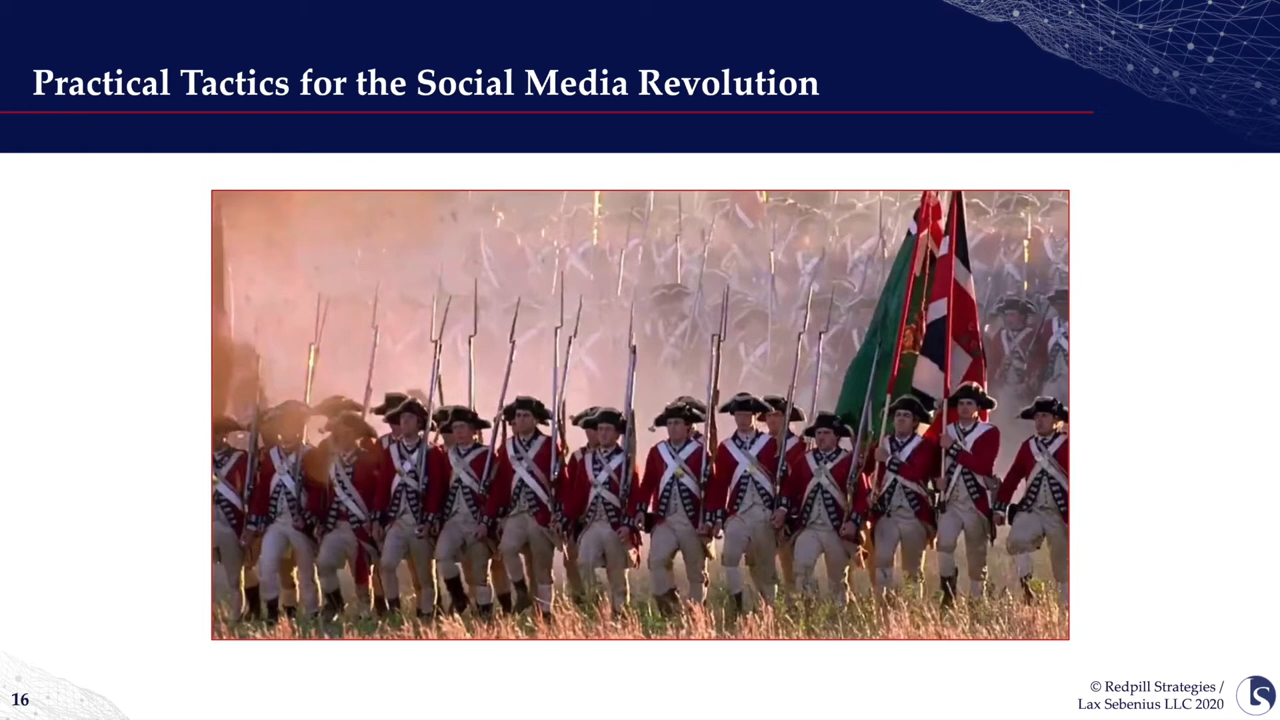 Practical Tactics for the Social Media Revolution
16
© Redpill Strategies /
Lax Sebenius LLC 2020